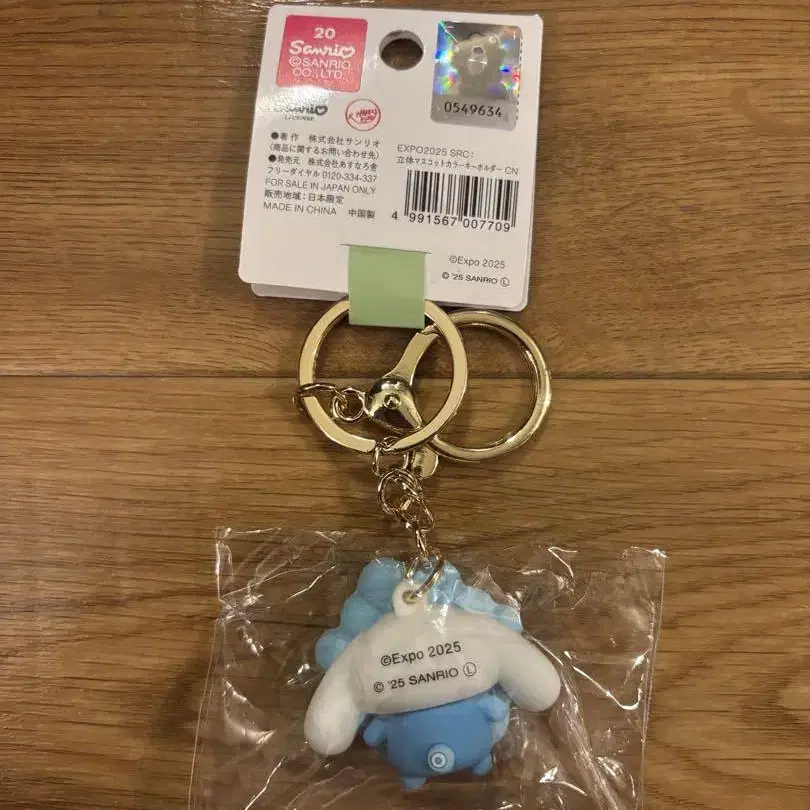 20
Sanrio
©SANRIO
CO., LTD.
0549634
LICENSE
●著作 株式会社サンリオ
(商品に関するお問い合わせ先)
●発売元 株式会社あすなろ舎
フリーダイヤル 0120-334-337
FOR SALE IN JAPAN ONLY
販売地域:日本限定
MADE IN CHINA 中国製
EXPO2025 SRC:
立体マスコットカラーキーホルダー CN
4 991567 007709
©Expo 2025
© '25 SANRIO Ⓛ
©Expo 2025
© '25 SANRIO Ⓛ